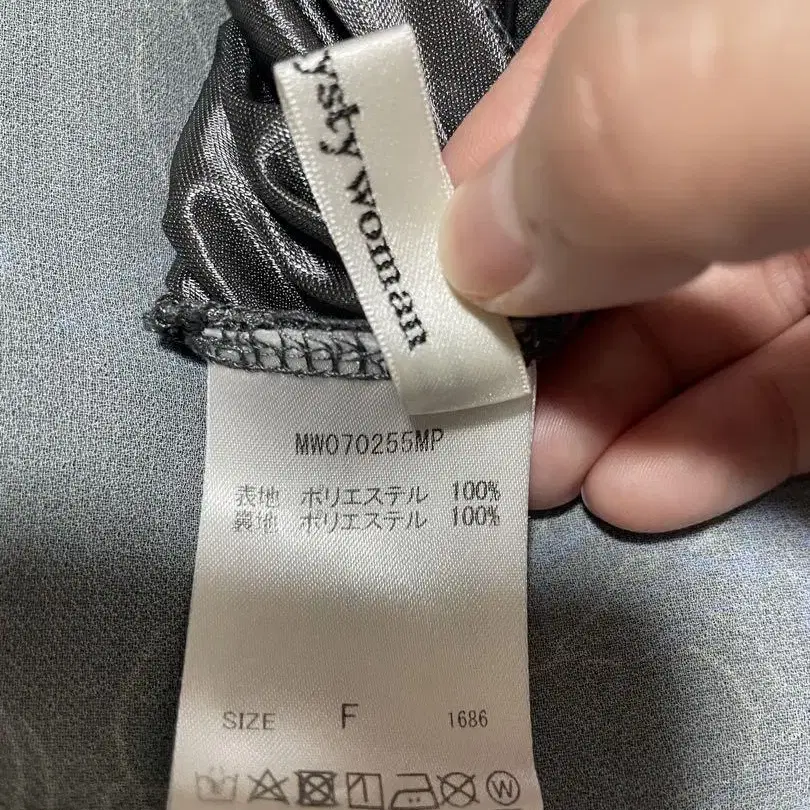 ysty woman
MW070255MP
表地 ポリエステル 100%
裏地 ポリエステル 100%
SIZE F 1686
W